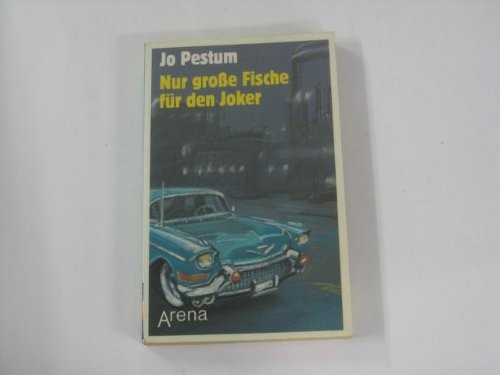 Jo Pestum
Nur große Fische
für den Joker
Arena